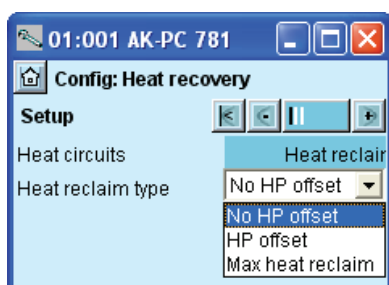 01:001 AK-PC 781
Config: Heat recovery
Setup
Heat circuits Heat reclair
Heat reclaim type No HP offset
No HP offset
HP offset
Max heat reclaim